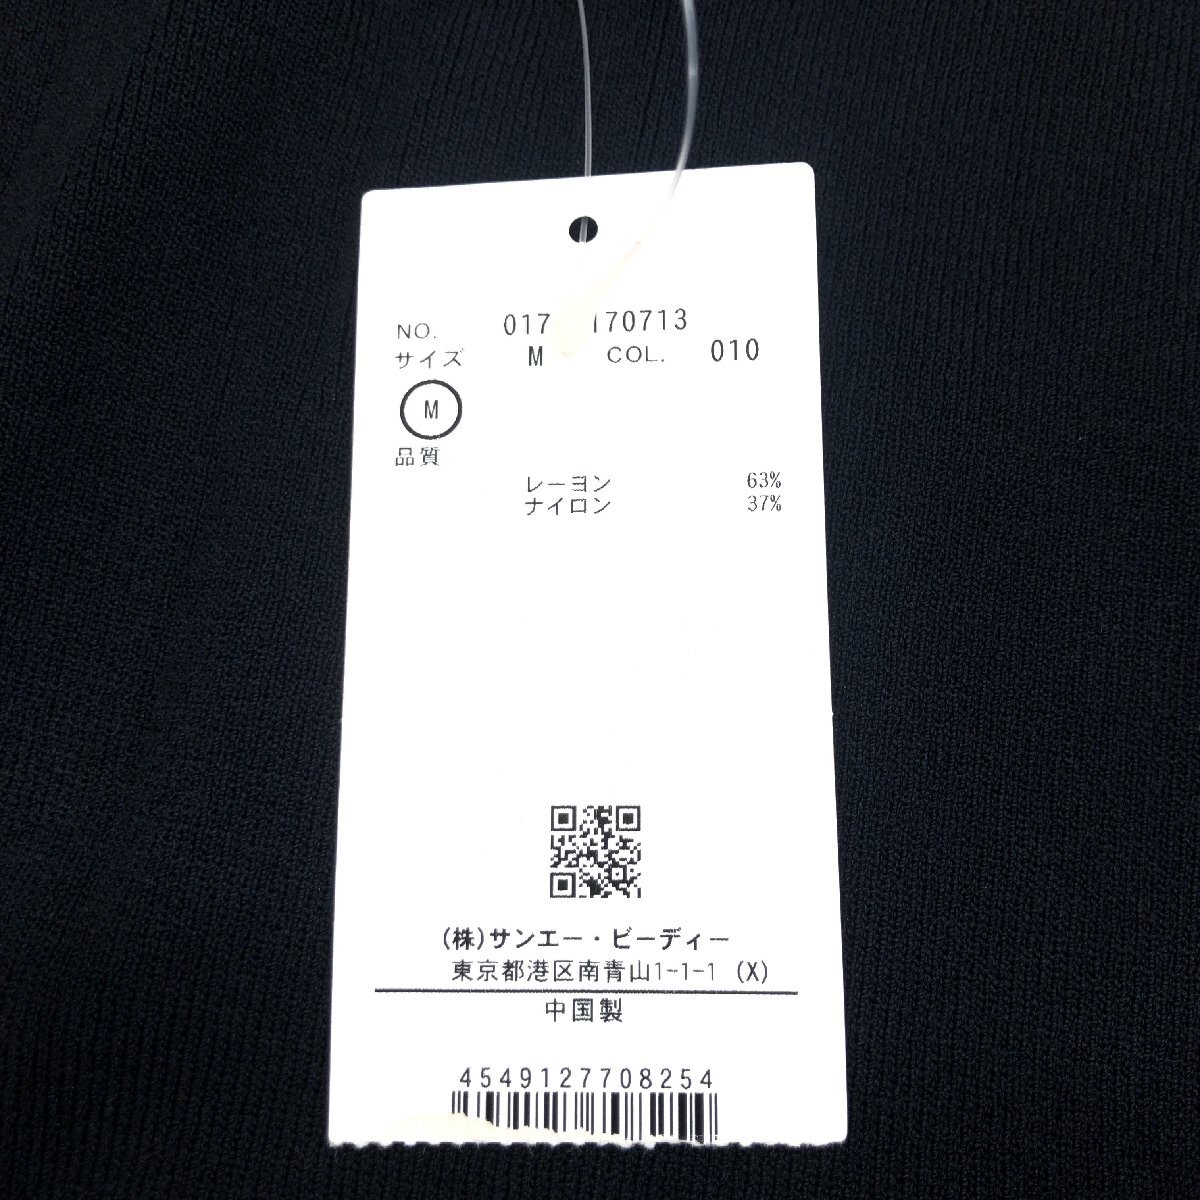 NO. 017 170713
サイズ M COL. 010
M
品質
レーヨン 63%
ナイロン 37%
(株)サンエー・ビーディー
東京都港区南青山1-1-1 (X)
中国製
4549127708254